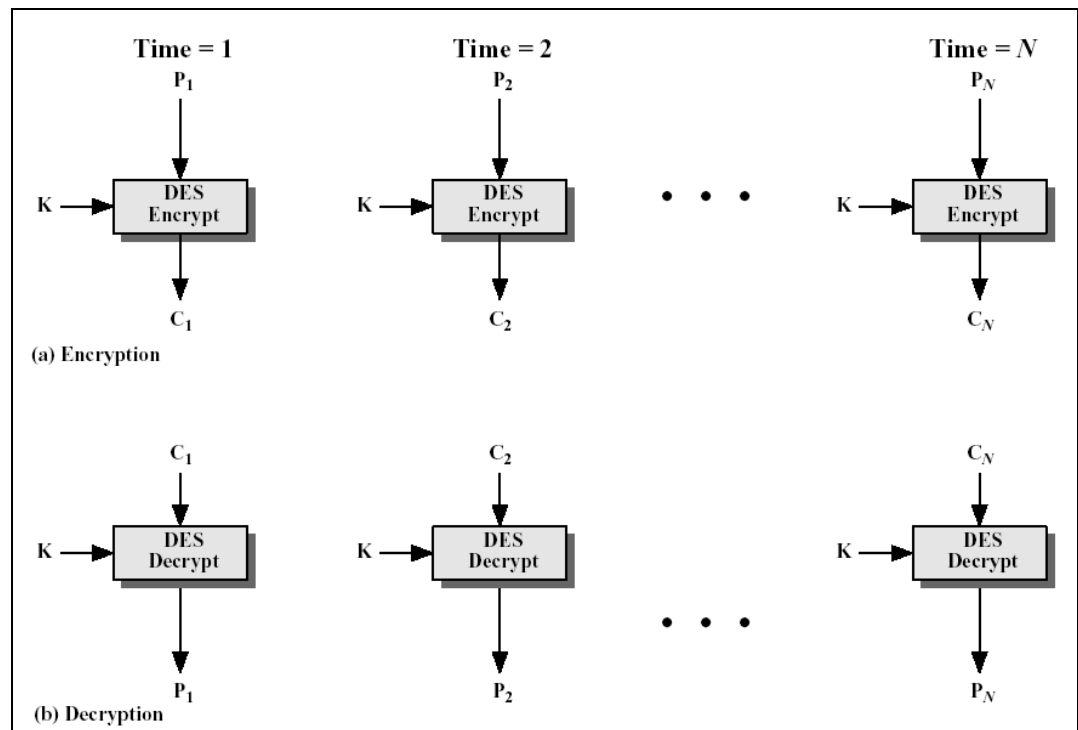 Time = 1 Time = 2 Time = N
P1 P2 PN
DES DES DES
K Encrypt K Encrypt K Encrypt
C1 C2 CN
(a) Encryption
C1 C2 CN
DES DES DES
K Decrypt K Decrypt K Decrypt
P1 P2 PN
(b) Decryption